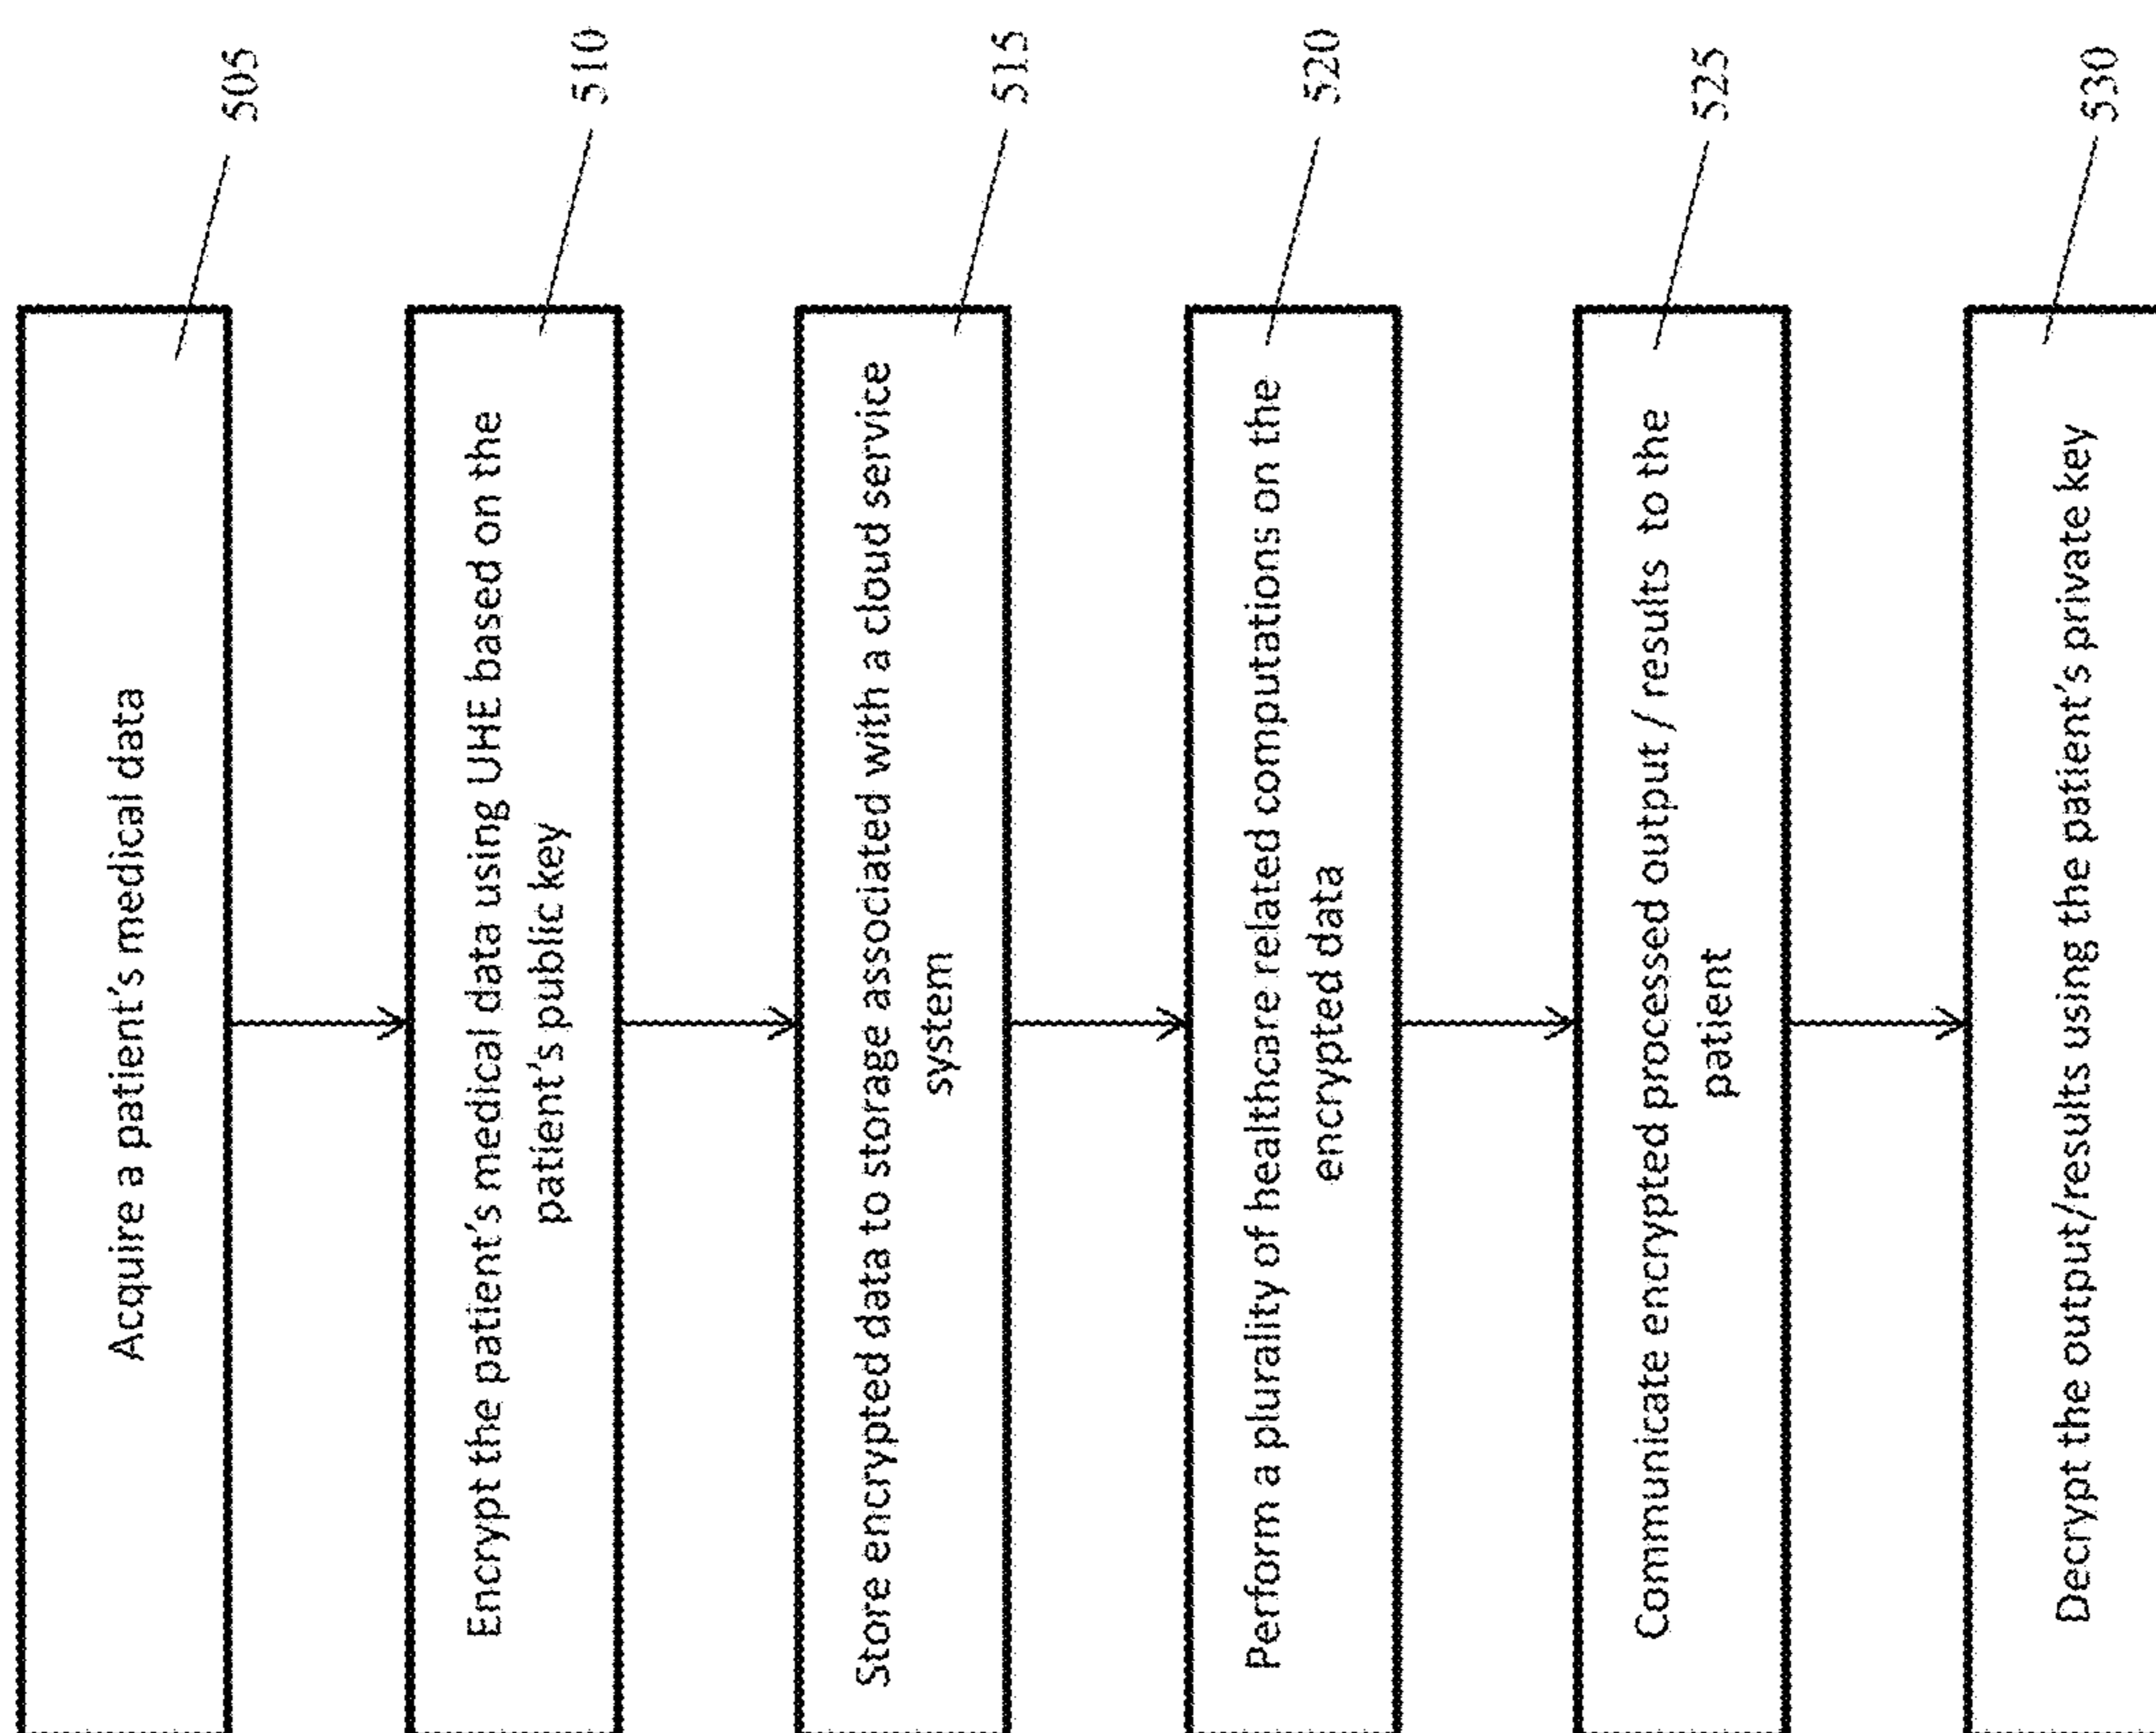 Acquire a patient's medical data
505
Encrypt the patient's medical data using UHE based on the
patient's public key
510
Store encrypted data to storage associated with a cloud service
system
515
Perform a plurality of healthcare related computations on the
encrypted data
520
Communicate encrypted processed output / results to the
patient
525
Decrypt the output/results using the patient's private key
530